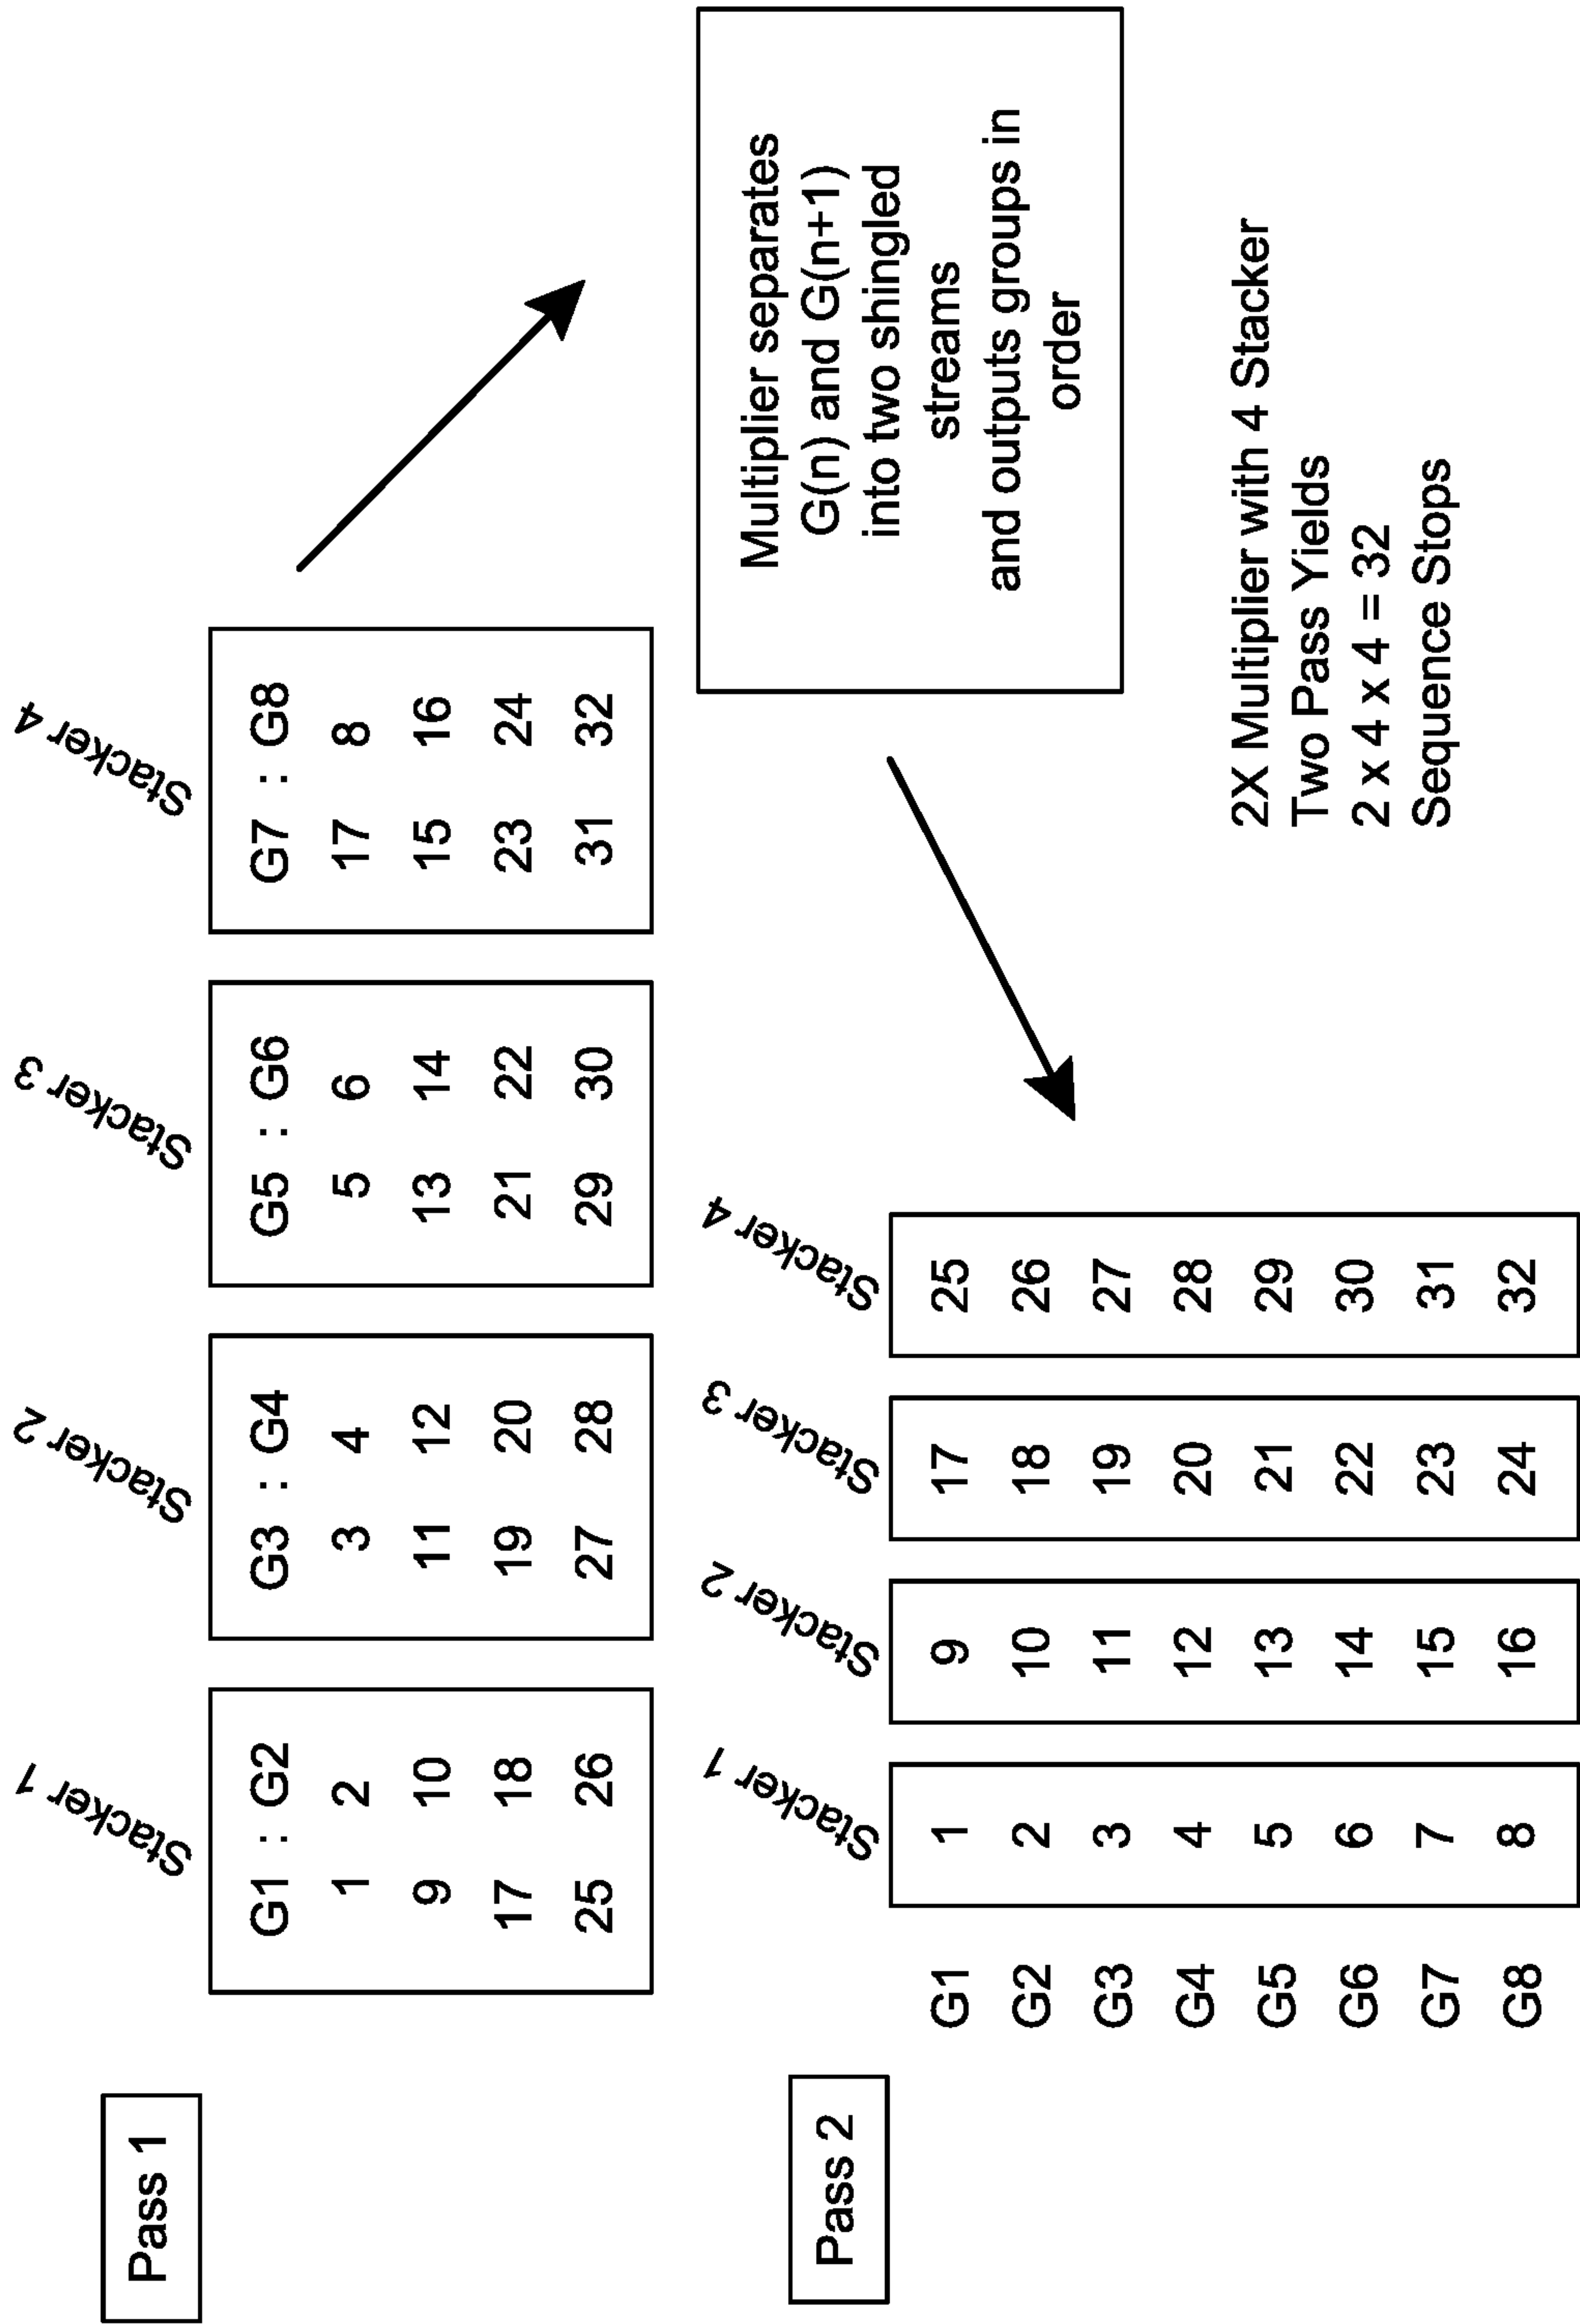 Pass 1
Stacker 1
Stacker 2
Stacker 3
Stacker 4
G1 : G2
1 2
9 10
17 18
25 26
G3 : G4
3 4
11 12
19 20
27 28
G5 : G6
5 6
13 14
21 22
29 30
G7 : G8
17 8
15 16
23 24
31 32
Multiplier separates
G(n) and G(n+1)
into two shingled
streams
and outputs groups in
order
Pass 2
Stacker 1
Stacker 2
Stacker 3
Stacker 4
G1 1 9 17 25
G2 2 10 18 26
G3 3 11 19 27
G4 4 12 20 28
G5 5 13 21 29
G6 6 14 22 30
G7 7 15 23 31
G8 8 16 24 32
2X Multiplier with 4 Stacker
Two Pass Yields
2 x 4 x 4 = 32
Sequence Stops